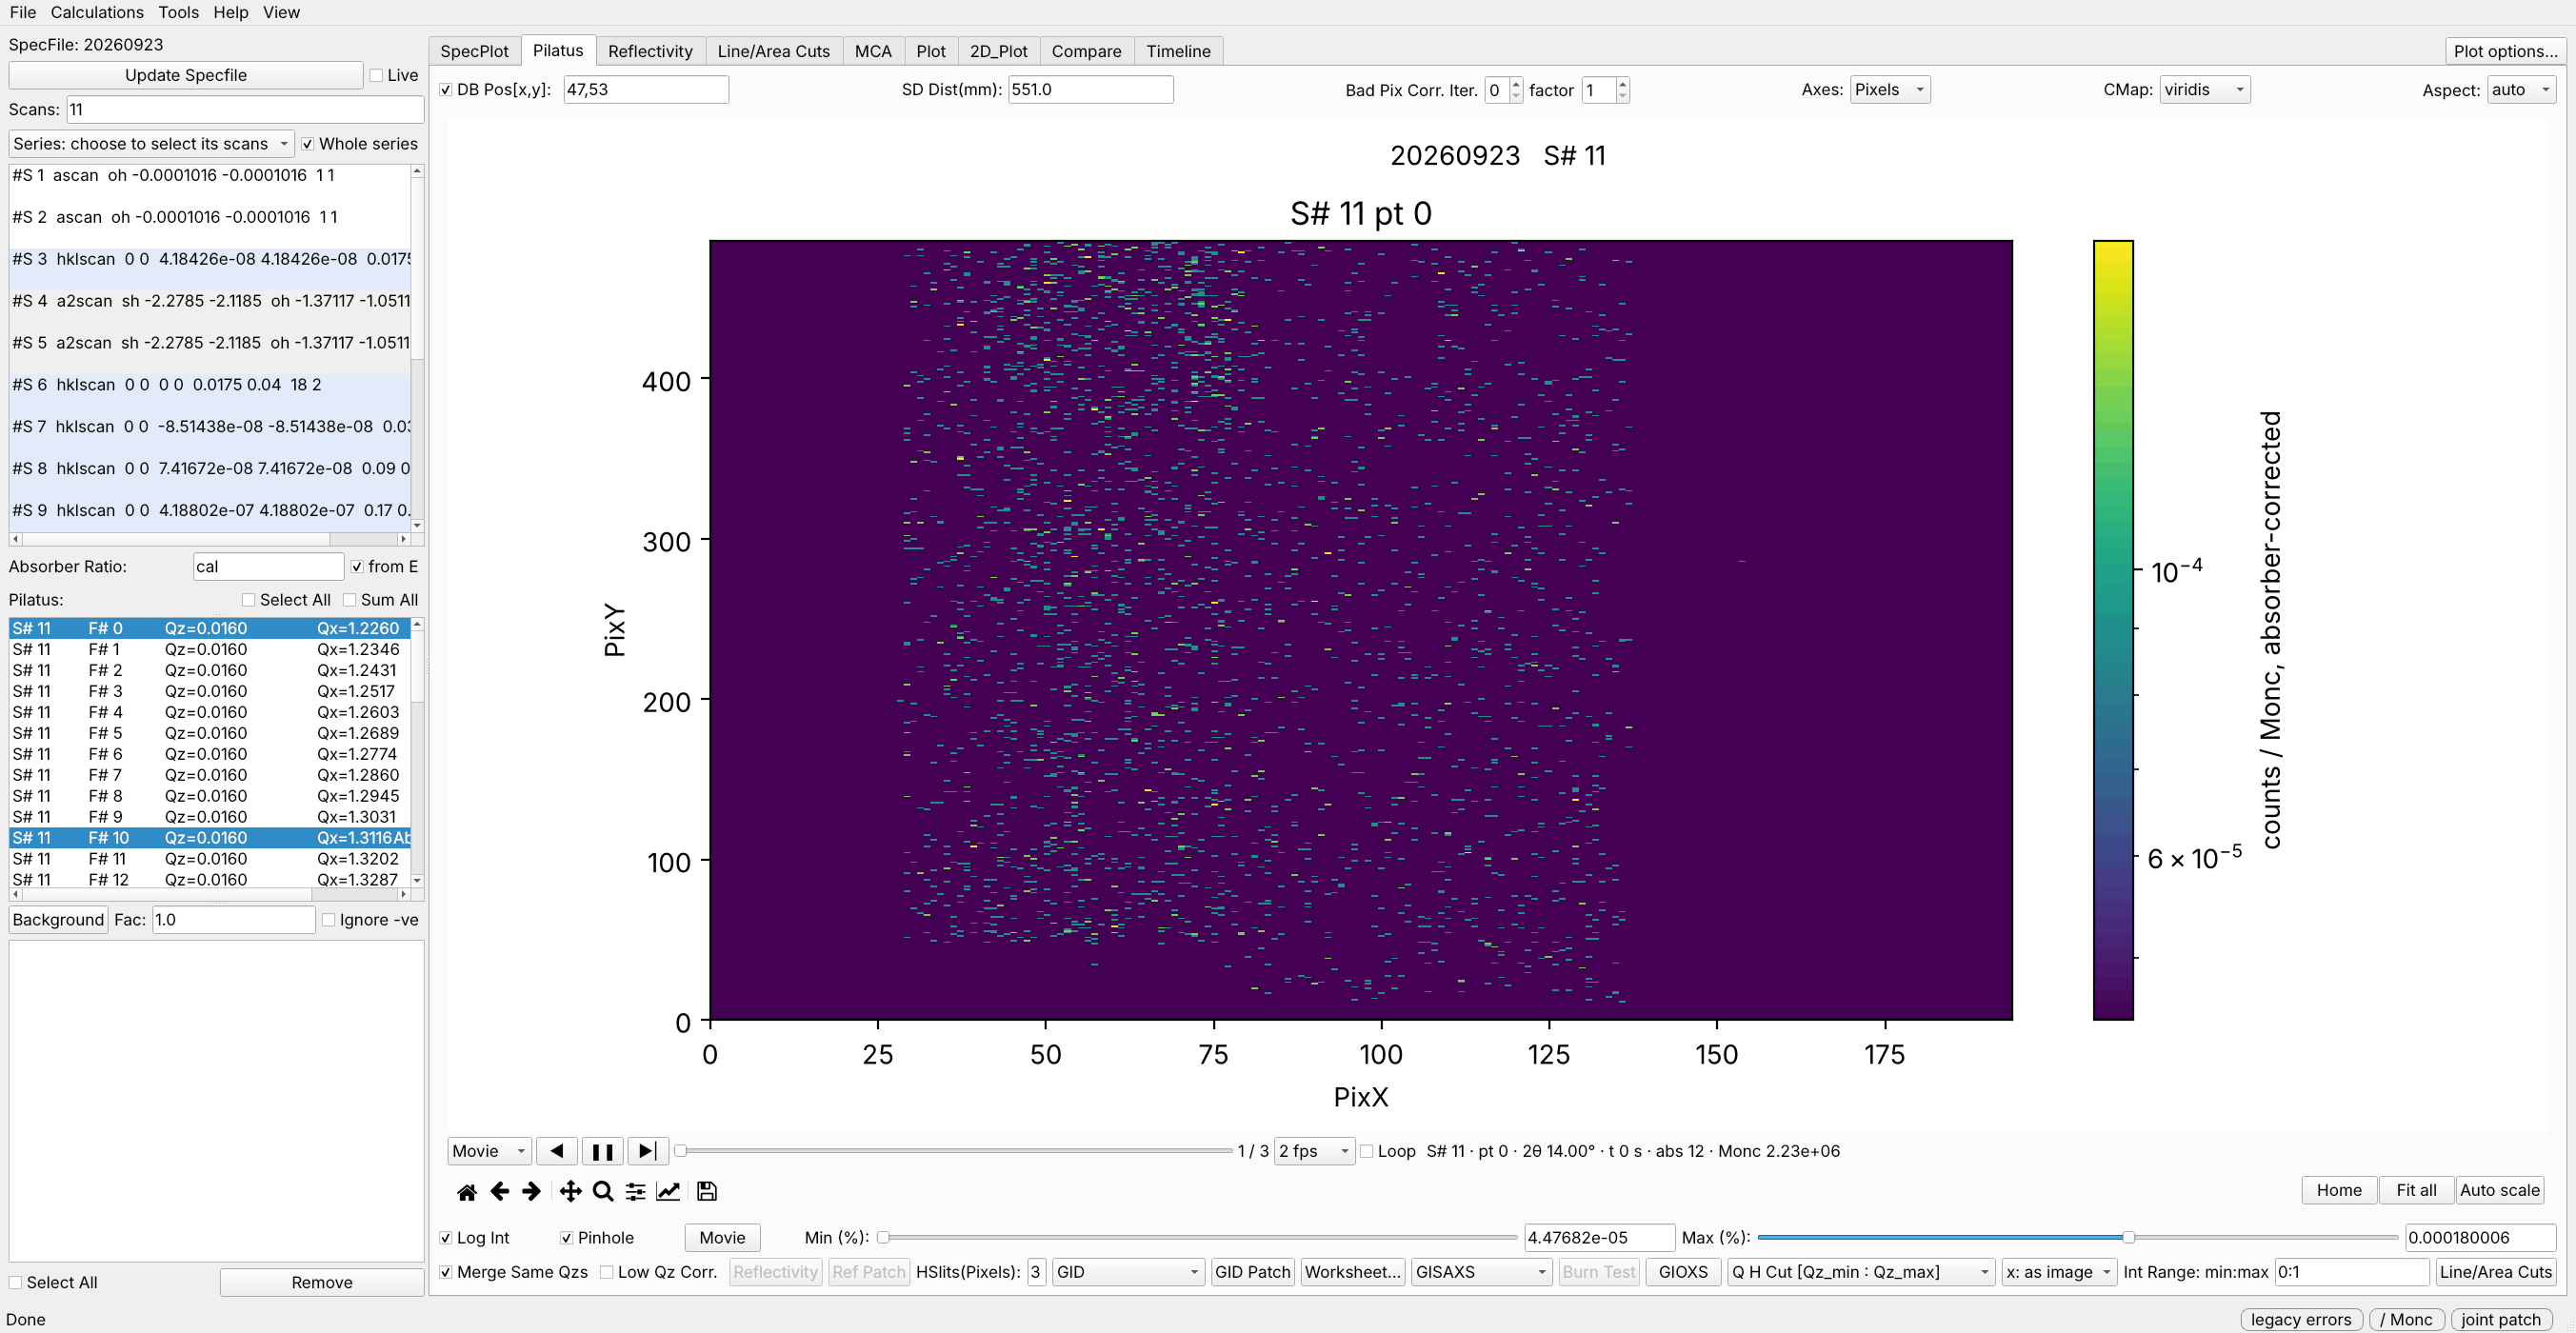 File Calculations Tools Help View
SpecFile: 20260923
Update Specfile Live
Scans: 11
Series: choose to select its scans Whole series
#S 1 ascan oh -0.0001016 -0.0001016 1 1
#S 2 ascan oh -0.0001016 -0.0001016 1 1
#S 3 hklscan 0 0 4.18426e-08 4.18426e-08 0.0175
#S 4 a2scan sh -2.2785 -2.1185 oh -1.37117 -1.0511
#S 5 a2scan sh -2.2785 -2.1185 oh -1.37117 -1.0511
#S 6 hklscan 0 0 0 0 0.0175 0.04 18 2
#S 7 hklscan 0 0 -8.51438e-08 -8.51438e-08 0.03
#S 8 hklscan 0 0 7.41672e-08 7.41672e-08 0.09 0
#S 9 hklscan 0 0 4.18802e-07 4.18802e-07 0.17 0.
Absorber Ratio: cal from E
Pilatus: Select All Sum All
S# 11 F# 0 Qz=0.0160 Qx=1.2260
S# 11 F# 1 Qz=0.0160 Qx=1.2346
S# 11 F# 2 Qz=0.0160 Qx=1.2431
S# 11 F# 3 Qz=0.0160 Qx=1.2517
S# 11 F# 4 Qz=0.0160 Qx=1.2603
S# 11 F# 5 Qz=0.0160 Qx=1.2689
S# 11 F# 6 Qz=0.0160 Qx=1.2774
S# 11 F# 7 Qz=0.0160 Qx=1.2860
S# 11 F# 8 Qz=0.0160 Qx=1.2945
S# 11 F# 9 Qz=0.0160 Qx=1.3031
S# 11 F# 10 Qz=0.0160 Qx=1.3116Ab
S# 11 F# 11 Qz=0.0160 Qx=1.3202
S# 11 F# 12 Qz=0.0160 Qx=1.3287
Background Fac: 1.0 Ignore -ve
Select All Remove
Done
SpecPlot Pilatus Reflectivity Line/Area Cuts MCA Plot 2D_Plot Compare Timeline Plot options...
DB Pos[x,y]: 47,53 SD Dist(mm): 551.0 Bad Pix Corr. Iter. 0 factor 1 Axes: Pixels CMap: viridis Aspect: auto
20260923 S# 11
S# 11 pt 0
400
300
200
100
0
PixY
0 25 50 75 100 125 150 175
PixX
10⁻⁴
6 × 10⁻⁵
counts / Monc, absorber-corrected
Movie 1 / 3 2 fps Loop S# 11 · pt 0 · 2θ 14.00° · t 0 s · abs 12 · Monc 2.23e+06
Home Fit all Auto scale
Log Int Pinhole Movie Min (%): 4.47682e-05 Max (%): 0.000180006
Merge Same Qzs Low Qz Corr. Reflectivity Ref Patch HSlits(Pixels): 3 GID GID Patch Worksheet... GISAXS Burn Test GIOXS Q H Cut [Qz_min : Qz_max] x: as image Int Range: min:max 0:1 Line/Area Cuts
legacy errors / Monc joint patch